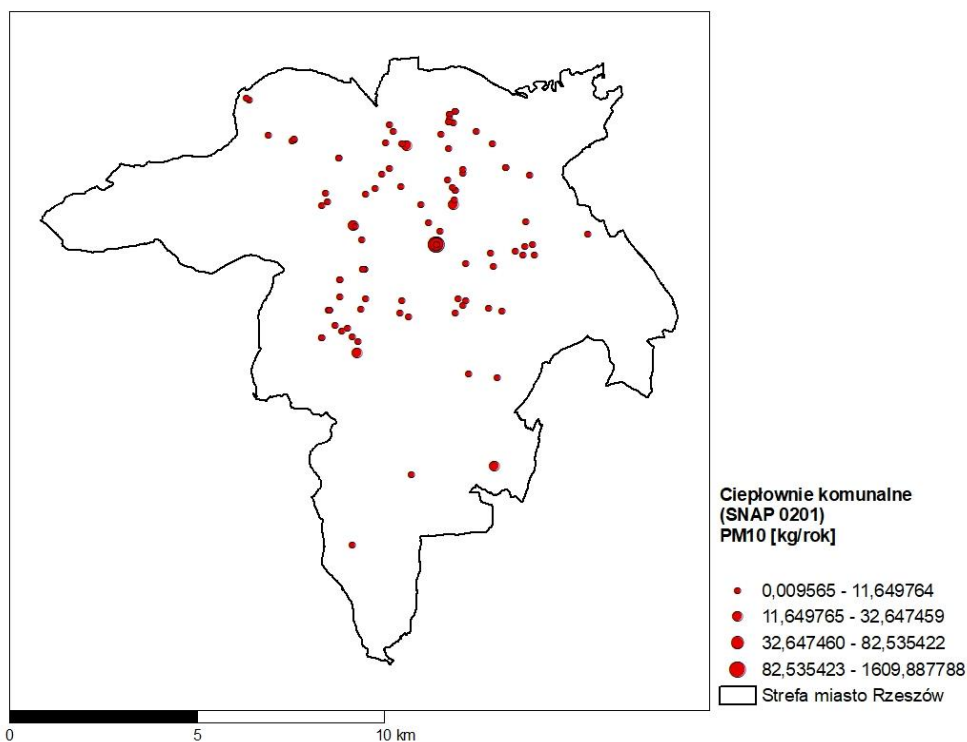 Ciepłownie komunalne
(SNAP 0201)
PM10 [kg/rok]
0,009565 - 11,649764
11,649765 - 32,647459
32,647460 - 82,535422
82,535423 - 1609,887788
Strefa miasto Rzeszów
0 5 10 km